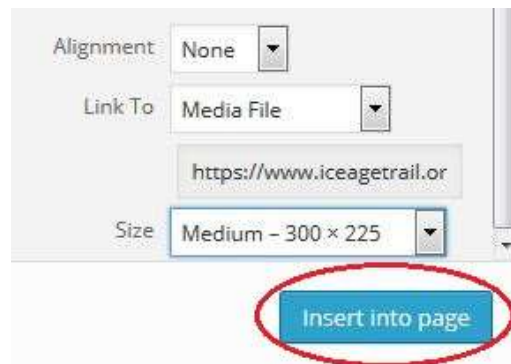 Alignment None
Link To Media File
https://www.iceagetrail.or
Size Medium – 300 × 225
Insert into page